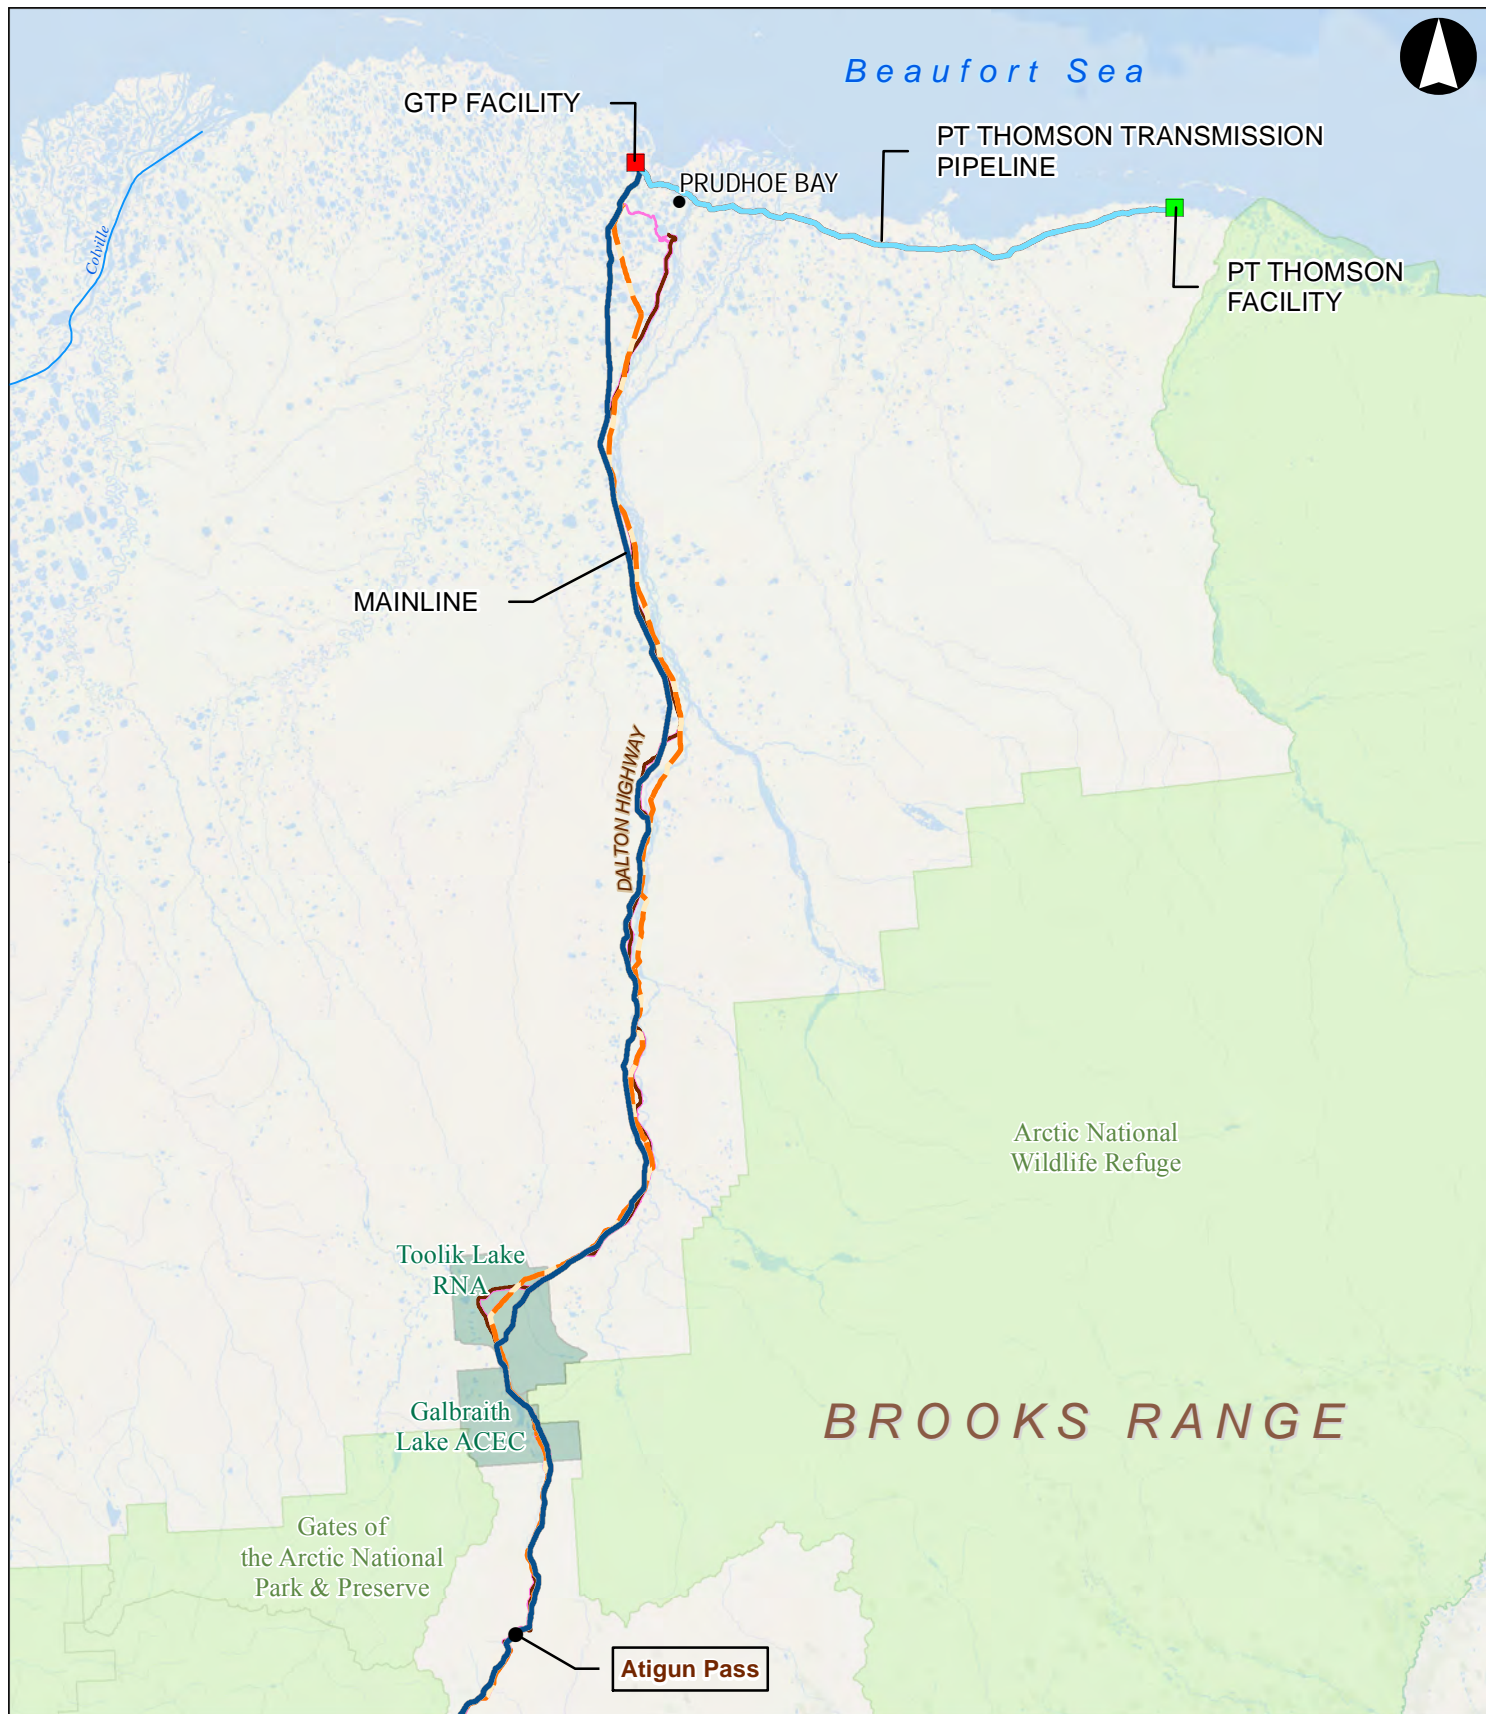 Beaufort Sea
GTP FACILITY
PT THOMSON TRANSMISSION
PIPELINE
PRUDHOE BAY
Colville
PT THOMSON
FACILITY
MAINLINE
DALTON HIGHWAY
Arctic National
Wildlife Refuge
Toolik Lake
RNA
Galbraith
Lake ACEC
BROOKS RANGE
Gates of
the Arctic National
Park & Preserve
Atigun Pass